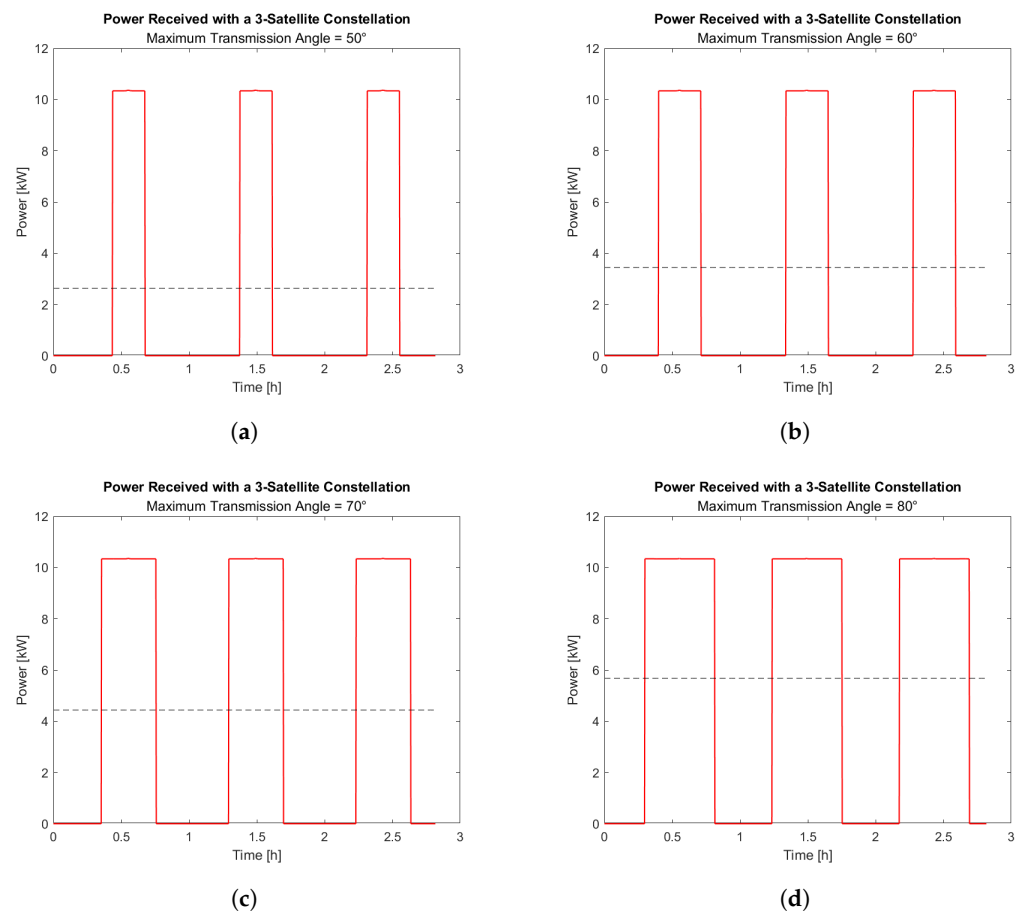 Power Received with a 3-Satellite Constellation
Maximum Transmission Angle = 50°
12
10
8
6
4
2
0
Power [kW]
0 0.5 1 1.5 2 2.5 3
Time [h]
(a)
Power Received with a 3-Satellite Constellation
Maximum Transmission Angle = 60°
12
10
8
6
4
2
0
Power [kW]
0 0.5 1 1.5 2 2.5 3
Time [h]
(b)
Power Received with a 3-Satellite Constellation
Maximum Transmission Angle = 70°
12
10
8
6
4
2
0
Power [kW]
0 0.5 1 1.5 2 2.5 3
Time [h]
(c)
Power Received with a 3-Satellite Constellation
Maximum Transmission Angle = 80°
12
10
8
6
4
2
0
Power [kW]
0 0.5 1 1.5 2 2.5 3
Time [h]
(d)